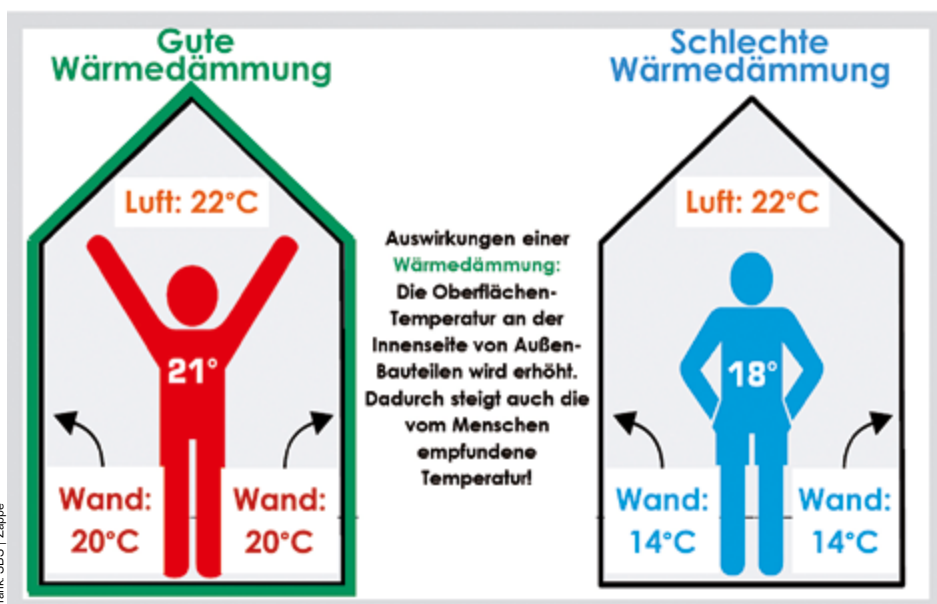 Gute
Wärmedämmung
Luft: 22°C
21°
Wand:
20°C
Wand:
20°C
Auswirkungen einer
Wärmedämmung:
Die Oberflächen-
Temperatur an der
Innenseite von Außen-
Bauteilen wird erhöht.
Dadurch steigt auch die
vom Menschen
empfundene
Temperatur!
Schlechte
Wärmedämmung
Luft: 22°C
18°
Wand:
14°C
Wand:
14°C
| Zappe